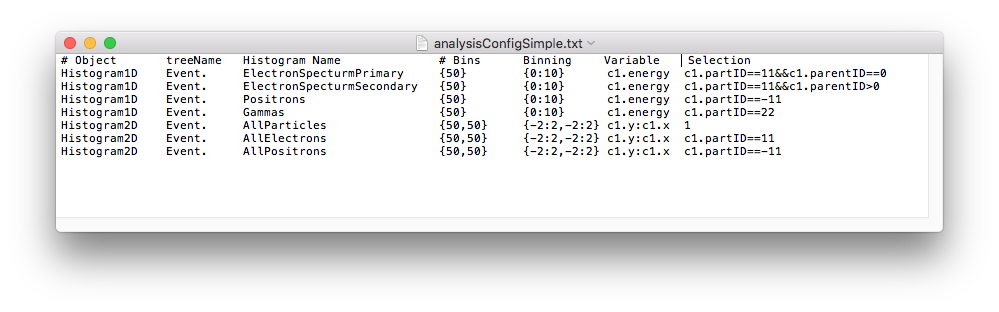 analysisConfigSimple.txt
# Object treeName Histogram Name # Bins Binning Variable Selection
Histogram1D Event. ElectronSpecturmPrimary {50} {0:10} c1.energy c1.partID==11&&c1.parentID==0
Histogram1D Event. ElectronSpecturmSecondary {50} {0:10} c1.energy c1.partID==11&&c1.parentID>0
Histogram1D Event. Positrons {50} {0:10} c1.energy c1.partID==-11
Histogram1D Event. Gammas {50} {0:10} c1.energy c1.partID==22
Histogram2D Event. AllParticles {50,50} {-2:2,-2:2} c1.y:c1.x 1
Histogram2D Event. AllElectrons {50,50} {-2:2,-2:2} c1.y:c1.x c1.partID==11
Histogram2D Event. AllPositrons {50,50} {-2:2,-2:2} c1.y:c1.x c1.partID==-11